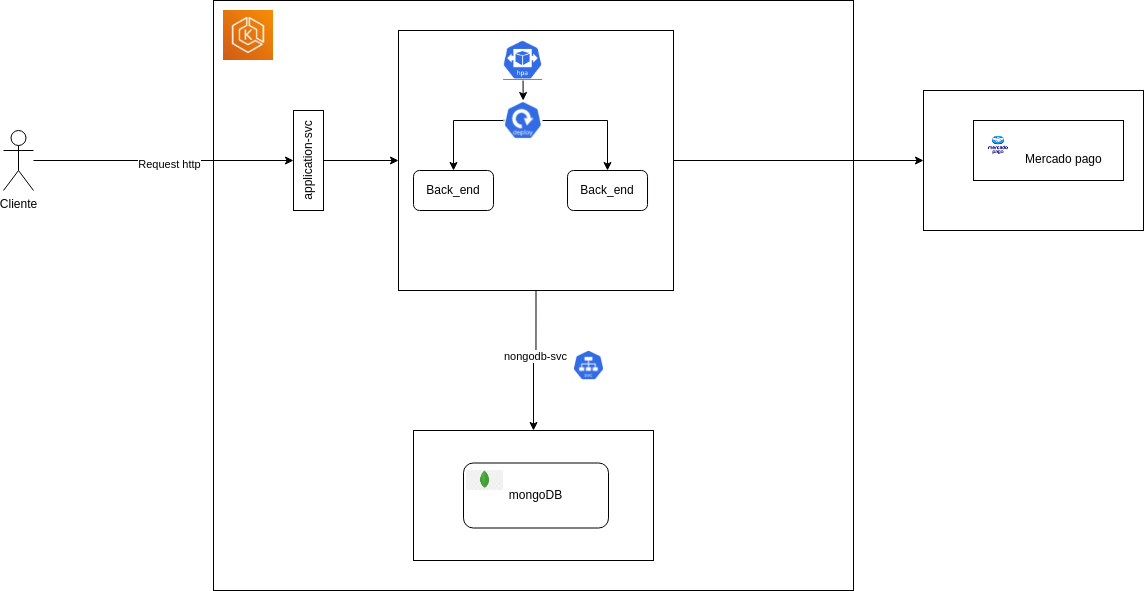 K
hpa
deploy
application-svc
Request http
Cliente
Back_end
Back_end
mercado
pago
Mercado pago
nongodb-svc
svc
mongoDB